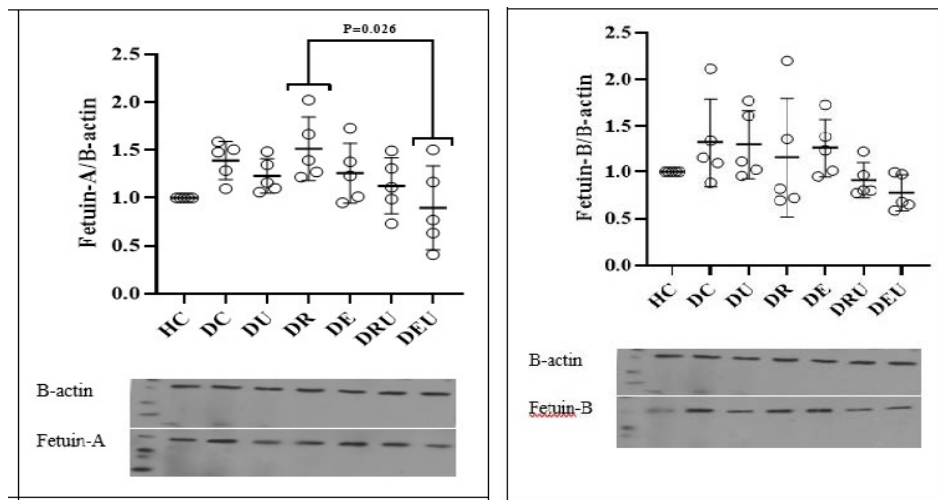 P=0.026
2.5
2.0
1.5
1.0
0.5
0.0
Fetuin-A/B-actin
HC
DC
DU
DR
DE
DRU
DEU
B-actin
Fetuin-A
2.5
2.0
1.5
1.0
0.5
0.0
Fetuin-B/B-actin
HC
DC
DU
DR
DE
DRU
DEU
B-actin
Fetuin-B